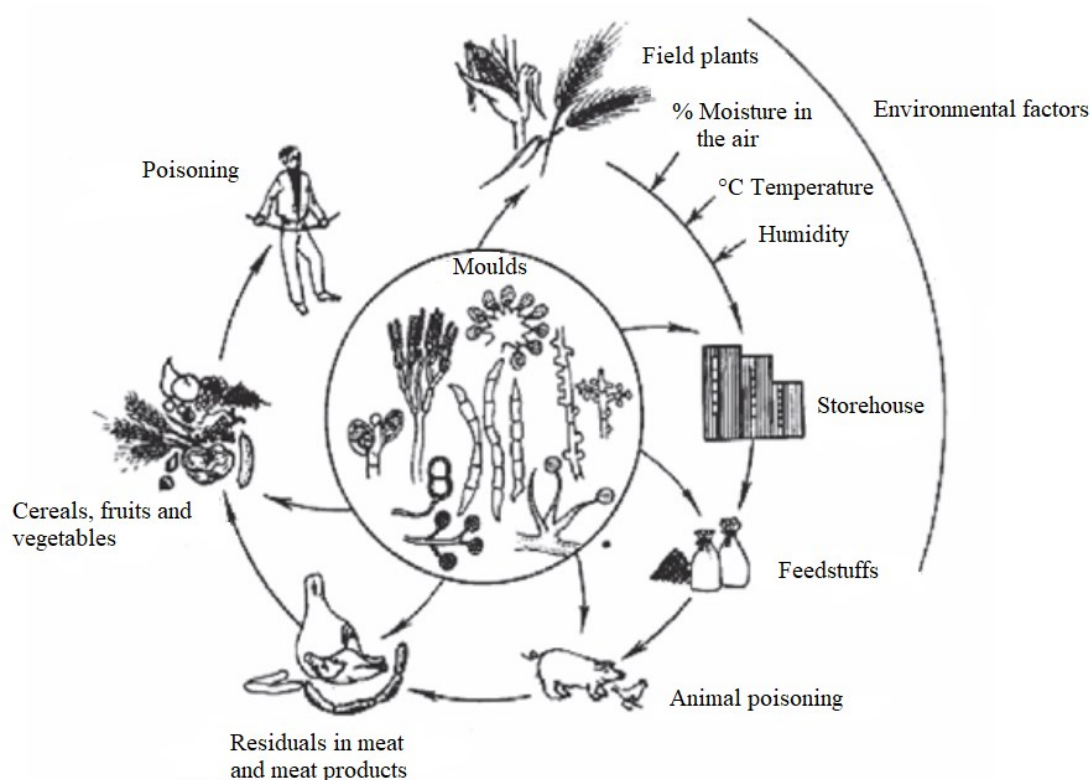 Field plants
% Moisture in
the air
Environmental factors
°C Temperature
Humidity
Poisoning
Moulds
Storehouse
Cereals, fruits and
vegetables
Feedstuffs
Animal poisoning
Residuals in meat
and meat products